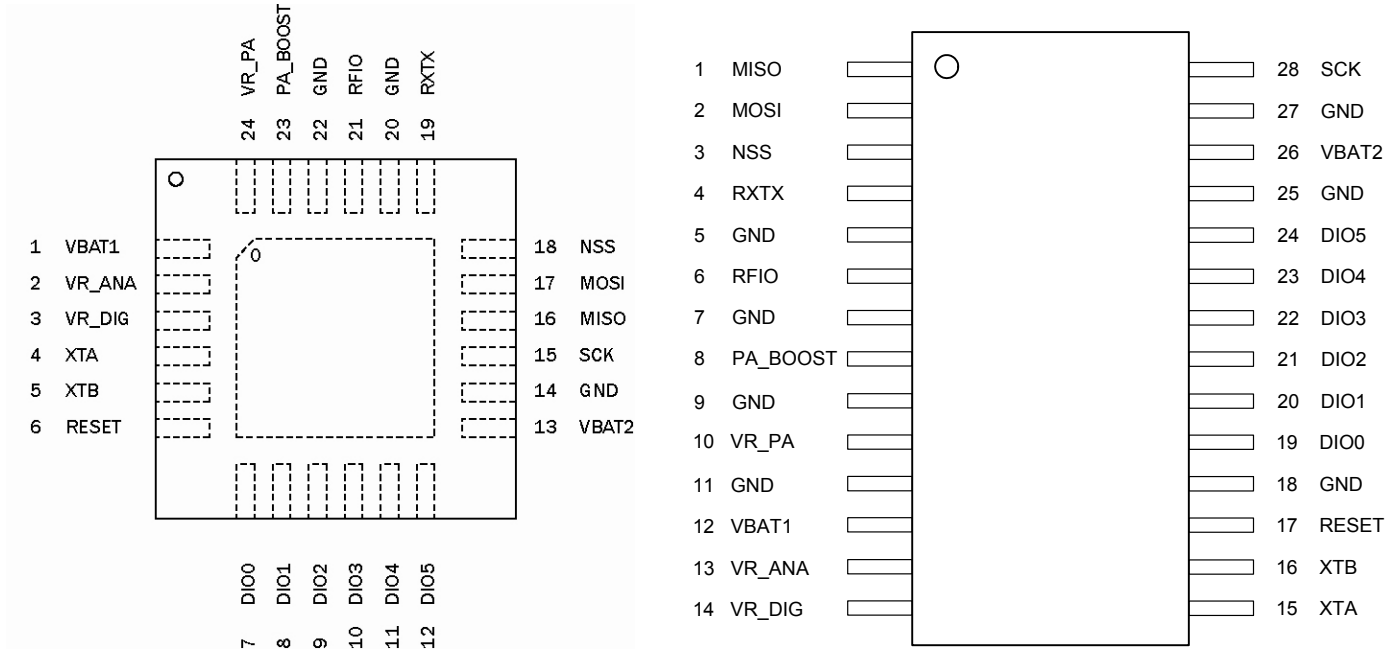 24 VR_PA
23 PA_BOOST
22 GND
21 RFIO
20 GND
19 RXTX
1 VBAT1
2 VR_ANA
3 VR_DIG
4 XTA
5 XTB
6 RESET
0
18 NSS
17 MOSI
16 MISO
15 SCK
14 GND
13 VBAT2
7 DIO0
8 DIO1
9 DIO2
10 DIO3
11 DIO4
12 DIO5
1 MISO
2 MOSI
3 NSS
4 RXTX
5 GND
6 RFIO
7 GND
8 PA_BOOST
9 GND
10 VR_PA
11 GND
12 VBAT1
13 VR_ANA
14 VR_DIG
28 SCK
27 GND
26 VBAT2
25 GND
24 DIO5
23 DIO4
22 DIO3
21 DIO2
20 DIO1
19 DIO0
18 GND
17 RESET
16 XTB
15 XTA